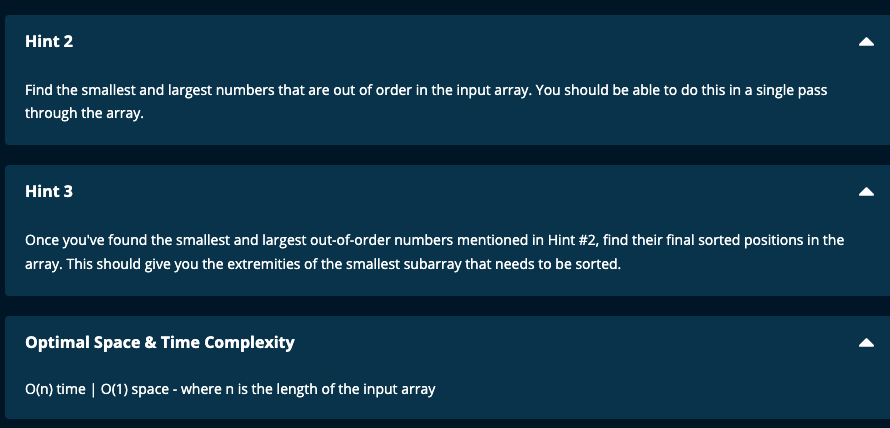 Hint 2
Find the smallest and largest numbers that are out of order in the input array. You should be able to do this in a single pass
through the array.
Hint 3
Once you've found the smallest and largest out-of-order numbers mentioned in Hint #2, find their final sorted positions in the
array. This should give you the extremities of the smallest subarray that needs to be sorted.
Optimal Space & Time Complexity
O(n) time | O(1) space - where n is the length of the input array